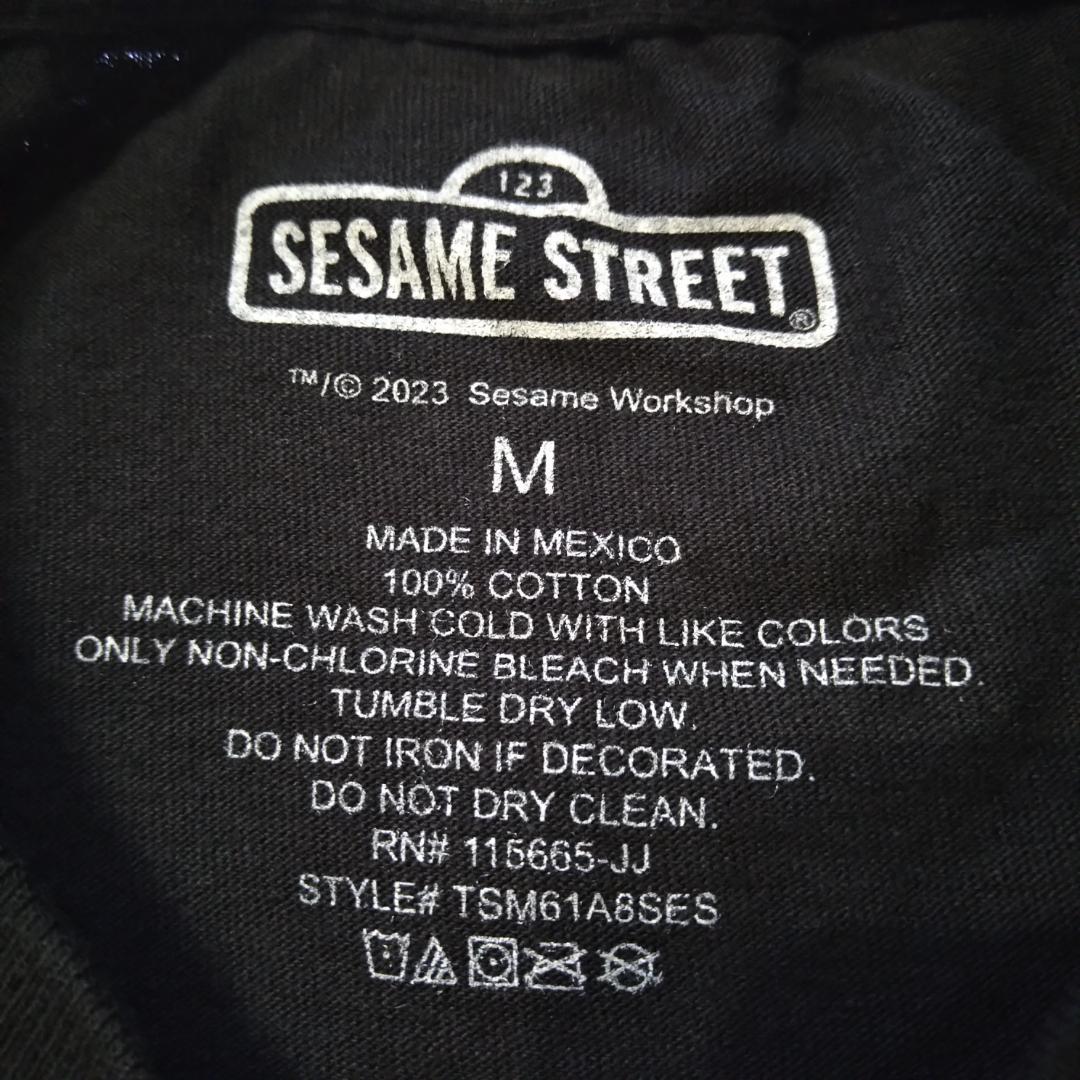 123
SESAME STREET®
™/© 2023 Sesame Workshop
M
MADE IN MEXICO
100% COTTON
MACHINE WASH COLD WITH LIKE COLORS
ONLY NON-CHLORINE BLEACH WHEN NEEDED.
TUMBLE DRY LOW.
DO NOT IRON IF DECORATED.
DO NOT DRY CLEAN.
RN# 115665-JJ
STYLE# TSM61A8SES